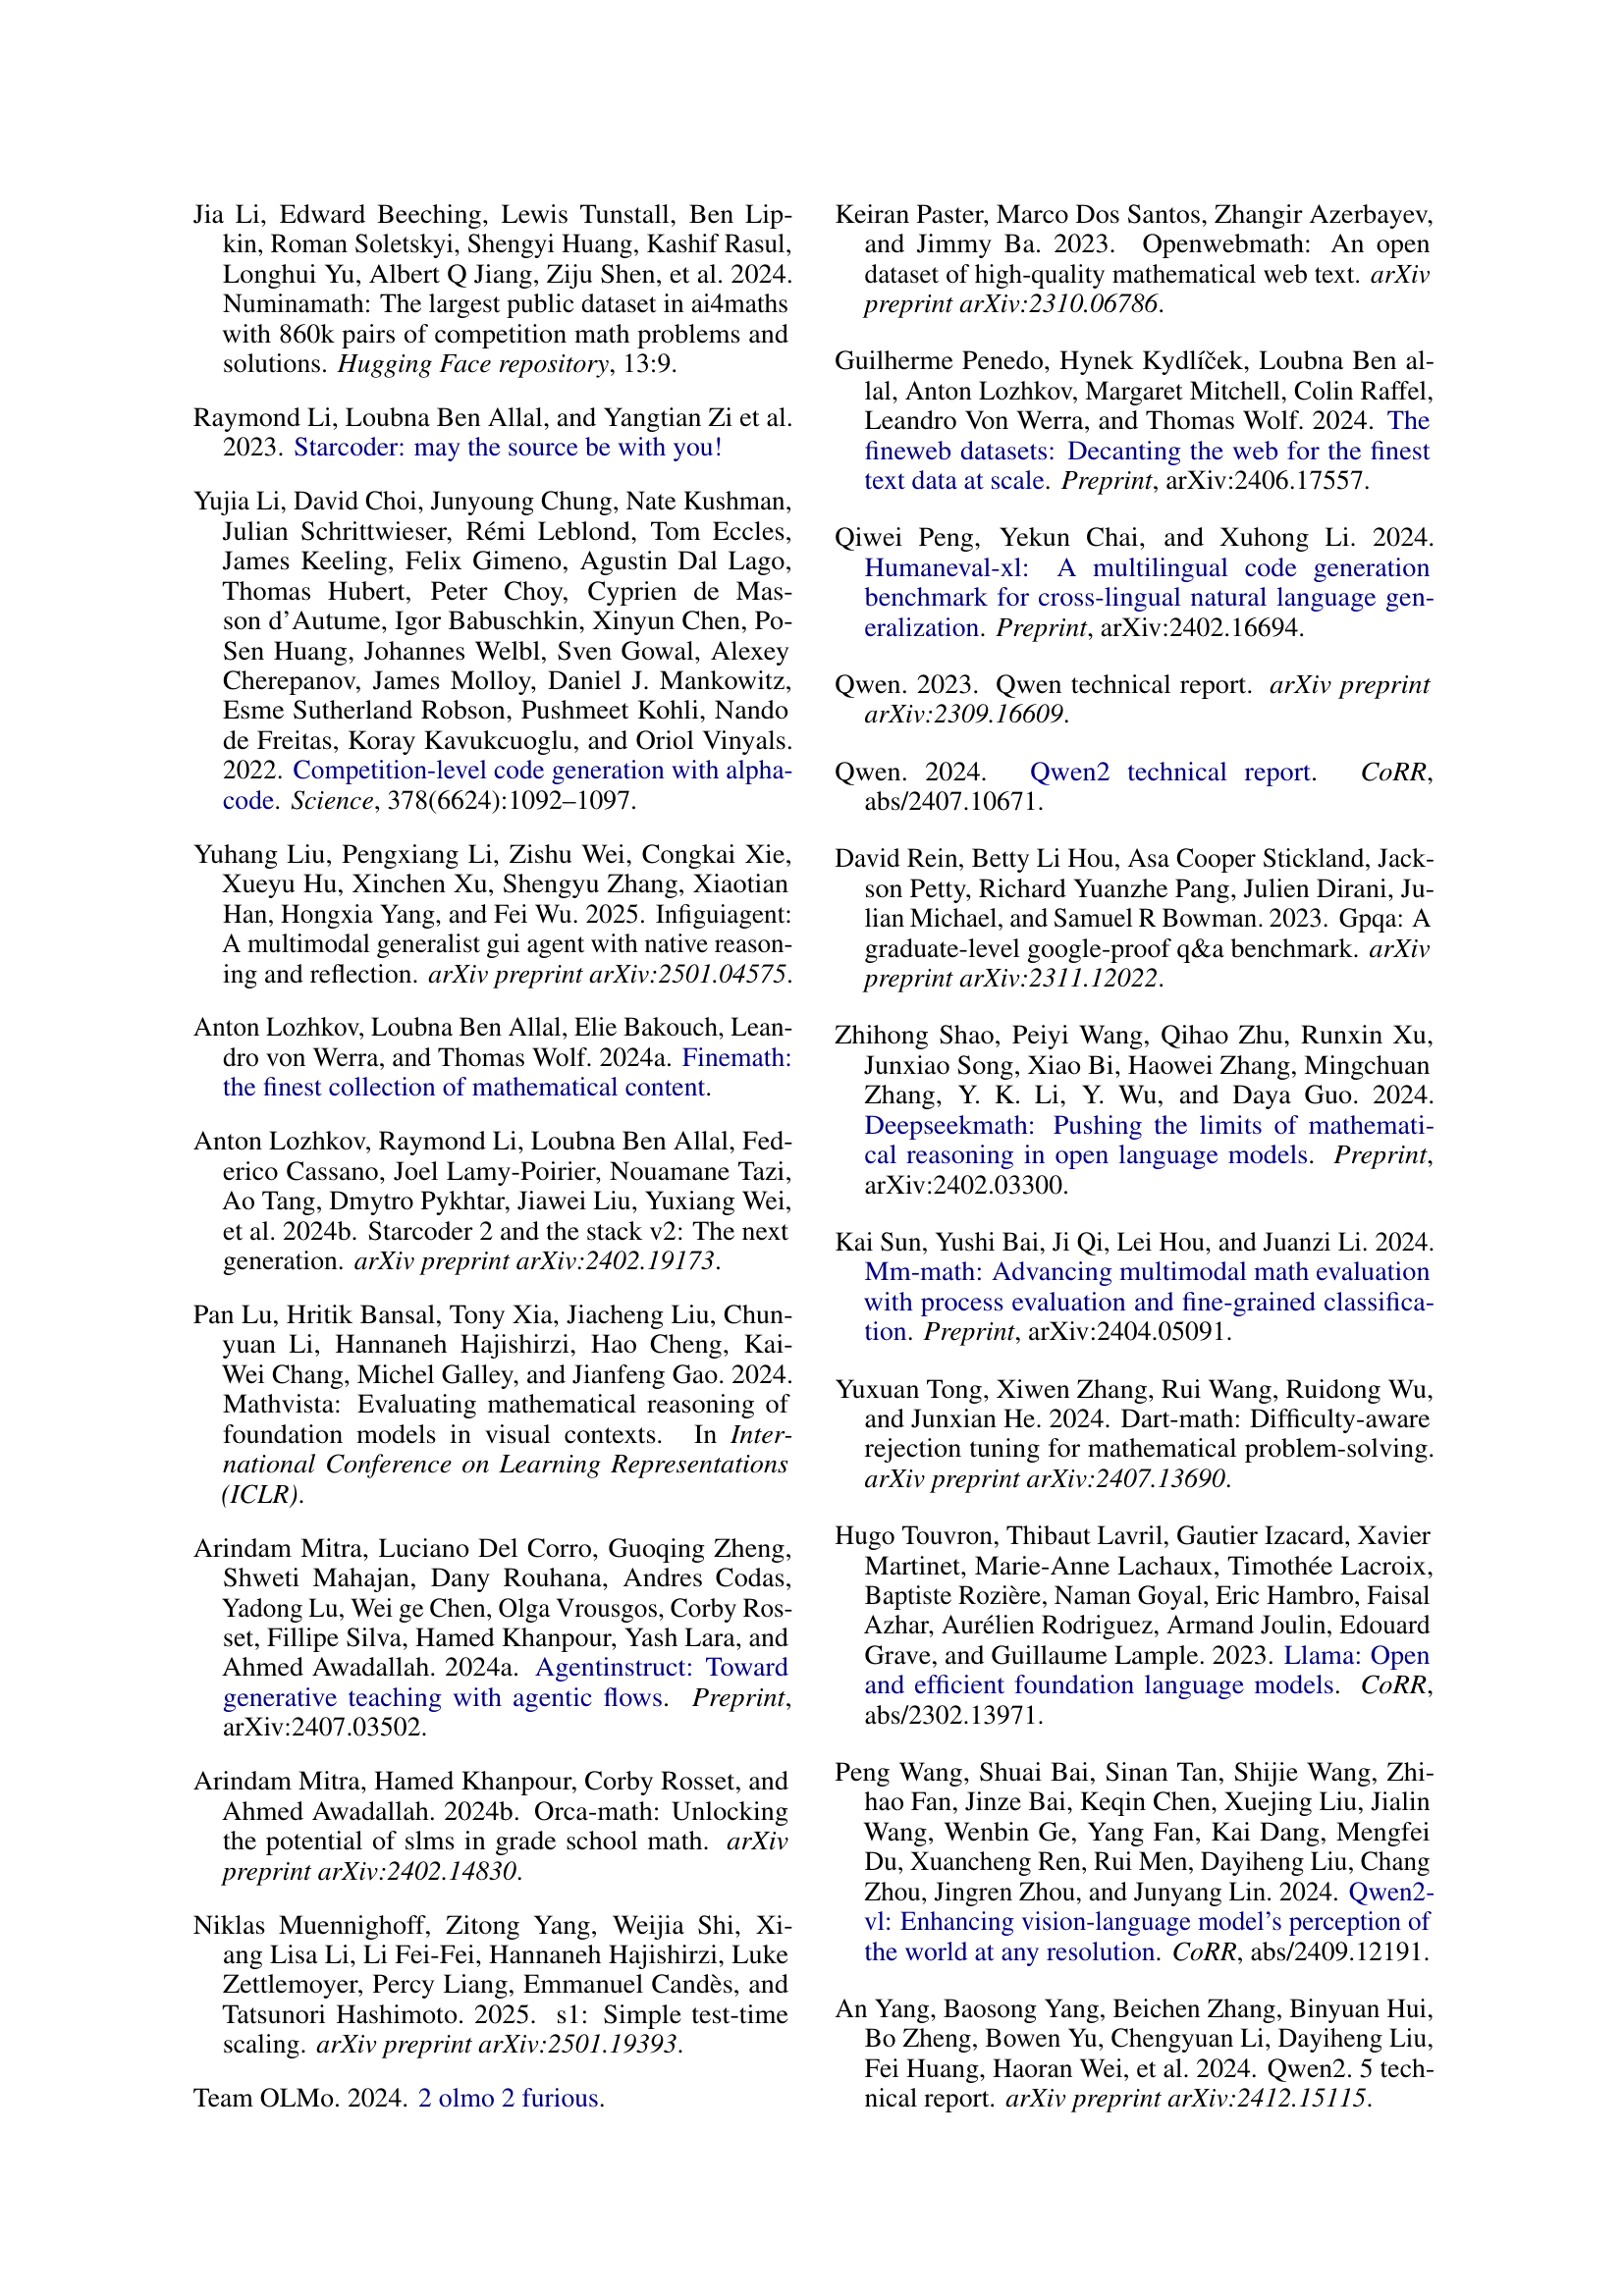 Jia Li, Edward Beeching, Lewis Tunstall, Ben Lip-
kin, Roman Soletskyi, Shengyi Huang, Kashif Rasul,
Longhui Yu, Albert Q Jiang, Ziju Shen, et al. 2024.
Numinamath: The largest public dataset in ai4maths
with 860k pairs of competition math problems and
solutions. Hugging Face repository, 13:9.
Raymond Li, Loubna Ben Allal, and Yangtian Zi et al.
2023. Starcoder: may the source be with you!
Yujia Li, David Choi, Junyoung Chung, Nate Kushman,
Julian Schrittwieser, Rémi Leblond, Tom Eccles,
James Keeling, Felix Gimeno, Agustin Dal Lago,
Thomas Hubert, Peter Choy, Cyprien de Mas-
son d'Autume, Igor Babuschkin, Xinyun Chen, Po-
Sen Huang, Johannes Welbl, Sven Gowal, Alexey
Cherepanov, James Molloy, Daniel J. Mankowitz,
Esme Sutherland Robson, Pushmeet Kohli, Nando
de Freitas, Koray Kavukcuoglu, and Oriol Vinyals.
2022. Competition-level code generation with alpha-
code. Science, 378(6624):1092–1097.
Yuhang Liu, Pengxiang Li, Zishu Wei, Congkai Xie,
Xueyu Hu, Xinchen Xu, Shengyu Zhang, Xiaotian
Han, Hongxia Yang, and Fei Wu. 2025. Infiguiagent:
A multimodal generalist gui agent with native reason-
ing and reflection. arXiv preprint arXiv:2501.04575.
Anton Lozhkov, Loubna Ben Allal, Elie Bakouch, Lean-
dro von Werra, and Thomas Wolf. 2024a. Finemath:
the finest collection of mathematical content.
Anton Lozhkov, Raymond Li, Loubna Ben Allal, Fed-
erico Cassano, Joel Lamy-Poirier, Nouamane Tazi,
Ao Tang, Dmytro Pykhtar, Jiawei Liu, Yuxiang Wei,
et al. 2024b. Starcoder 2 and the stack v2: The next
generation. arXiv preprint arXiv:2402.19173.
Pan Lu, Hritik Bansal, Tony Xia, Jiacheng Liu, Chun-
yuan Li, Hannaneh Hajishirzi, Hao Cheng, Kai-
Wei Chang, Michel Galley, and Jianfeng Gao. 2024.
Mathvista: Evaluating mathematical reasoning of
foundation models in visual contexts. In Inter-
national Conference on Learning Representations
(ICLR).
Arindam Mitra, Luciano Del Corro, Guoqing Zheng,
Shweti Mahajan, Dany Rouhana, Andres Codas,
Yadong Lu, Wei ge Chen, Olga Vrousgos, Corby Ros-
set, Fillipe Silva, Hamed Khanpour, Yash Lara, and
Ahmed Awadallah. 2024a. Agentinstruct: Toward
generative teaching with agentic flows. Preprint,
arXiv:2407.03502.
Arindam Mitra, Hamed Khanpour, Corby Rosset, and
Ahmed Awadallah. 2024b. Orca-math: Unlocking
the potential of slms in grade school math. arXiv
preprint arXiv:2402.14830.
Niklas Muennighoff, Zitong Yang, Weijia Shi, Xi-
ang Lisa Li, Li Fei-Fei, Hannaneh Hajishirzi, Luke
Zettlemoyer, Percy Liang, Emmanuel Candès, and
Tatsunori Hashimoto. 2025. s1: Simple test-time
scaling. arXiv preprint arXiv:2501.19393.
Team OLMo. 2024. 2 olmo 2 furious.
Keiran Paster, Marco Dos Santos, Zhangir Azerbayev,
and Jimmy Ba. 2023. Openwebmath: An open
dataset of high-quality mathematical web text. arXiv
preprint arXiv:2310.06786.
Guilherme Penedo, Hynek Kydlíček, Loubna Ben al-
lal, Anton Lozhkov, Margaret Mitchell, Colin Raffel,
Leandro Von Werra, and Thomas Wolf. 2024. The
fineweb datasets: Decanting the web for the finest
text data at scale. Preprint, arXiv:2406.17557.
Qiwei Peng, Yekun Chai, and Xuhong Li. 2024.
Humaneval-xl: A multilingual code generation
benchmark for cross-lingual natural language gen-
eralization. Preprint, arXiv:2402.16694.
Qwen. 2023. Qwen technical report. arXiv preprint
arXiv:2309.16609.
Qwen. 2024. Qwen2 technical report. CoRR,
abs/2407.10671.
David Rein, Betty Li Hou, Asa Cooper Stickland, Jack-
son Petty, Richard Yuanzhe Pang, Julien Dirani, Ju-
lian Michael, and Samuel R Bowman. 2023. Gpqa: A
graduate-level google-proof q&a benchmark. arXiv
preprint arXiv:2311.12022.
Zhihong Shao, Peiyi Wang, Qihao Zhu, Runxin Xu,
Junxiao Song, Xiao Bi, Haowei Zhang, Mingchuan
Zhang, Y. K. Li, Y. Wu, and Daya Guo. 2024.
Deepseekmath: Pushing the limits of mathemati-
cal reasoning in open language models. Preprint,
arXiv:2402.03300.
Kai Sun, Yushi Bai, Ji Qi, Lei Hou, and Juanzi Li. 2024.
Mm-math: Advancing multimodal math evaluation
with process evaluation and fine-grained classifica-
tion. Preprint, arXiv:2404.05091.
Yuxuan Tong, Xiwen Zhang, Rui Wang, Ruidong Wu,
and Junxian He. 2024. Dart-math: Difficulty-aware
rejection tuning for mathematical problem-solving.
arXiv preprint arXiv:2407.13690.
Hugo Touvron, Thibaut Lavril, Gautier Izacard, Xavier
Martinet, Marie-Anne Lachaux, Timothée Lacroix,
Baptiste Rozière, Naman Goyal, Eric Hambro, Faisal
Azhar, Aurélien Rodriguez, Armand Joulin, Edouard
Grave, and Guillaume Lample. 2023. Llama: Open
and efficient foundation language models. CoRR,
abs/2302.13971.
Peng Wang, Shuai Bai, Sinan Tan, Shijie Wang, Zhi-
hao Fan, Jinze Bai, Keqin Chen, Xuejing Liu, Jialin
Wang, Wenbin Ge, Yang Fan, Kai Dang, Mengfei
Du, Xuancheng Ren, Rui Men, Dayiheng Liu, Chang
Zhou, Jingren Zhou, and Junyang Lin. 2024. Qwen2-
vl: Enhancing vision-language model's perception of
the world at any resolution. CoRR, abs/2409.12191.
An Yang, Baosong Yang, Beichen Zhang, Binyuan Hui,
Bo Zheng, Bowen Yu, Chengyuan Li, Dayiheng Liu,
Fei Huang, Haoran Wei, et al. 2024. Qwen2. 5 tech-
nical report. arXiv preprint arXiv:2412.15115.